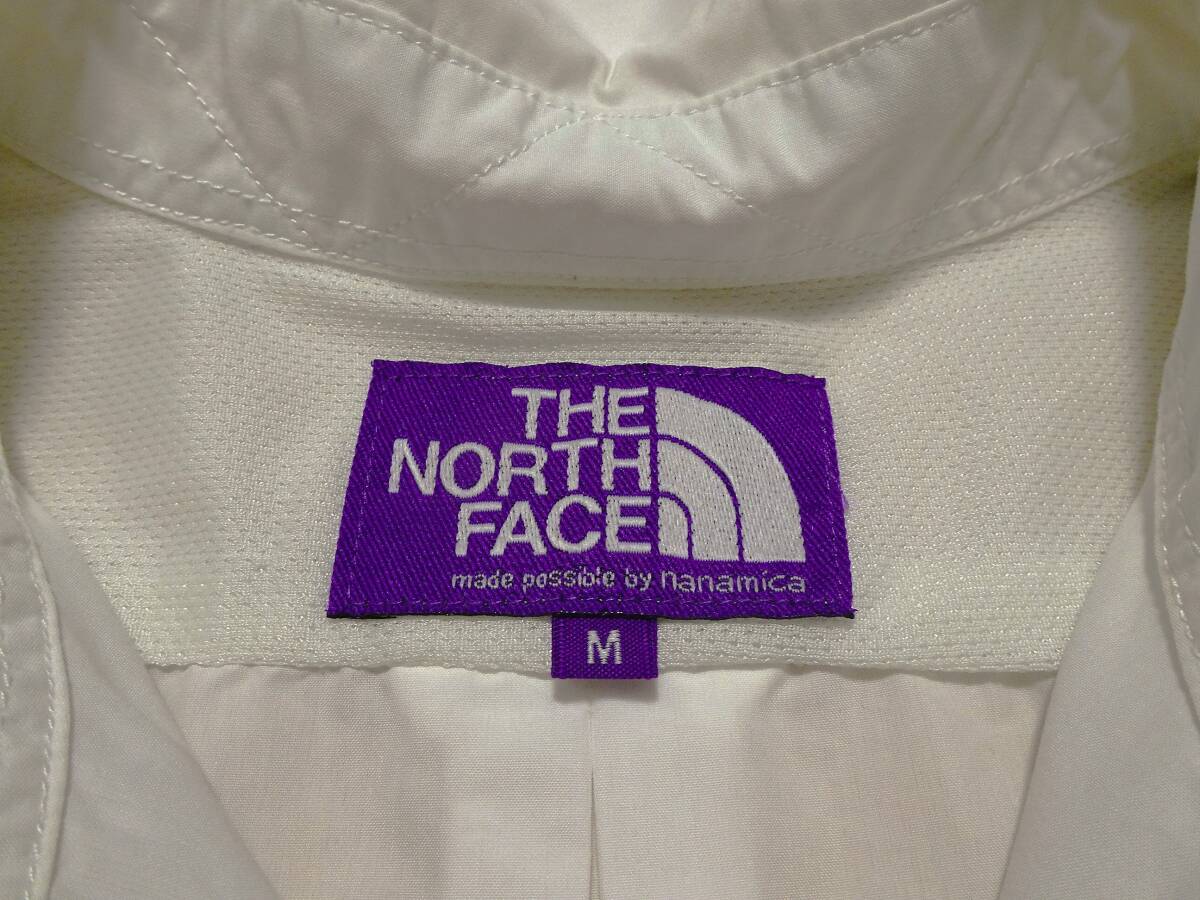 THE
NORTH
FACE
made possible by nanamica
M